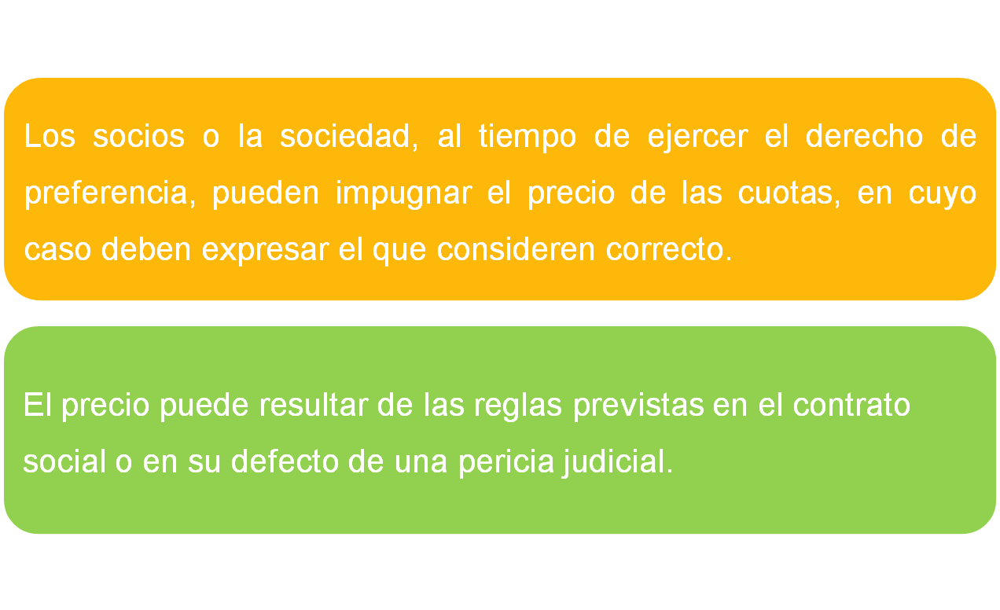 Los socios o la sociedad, al tiempo de ejercer el derecho de
preferencia, pueden impugnar el precio de las cuotas, en cuyo
caso deben expresar el que consideren correcto.
El precio puede resultar de las reglas previstas en el contrato
social o en su defecto de una pericia judicial.